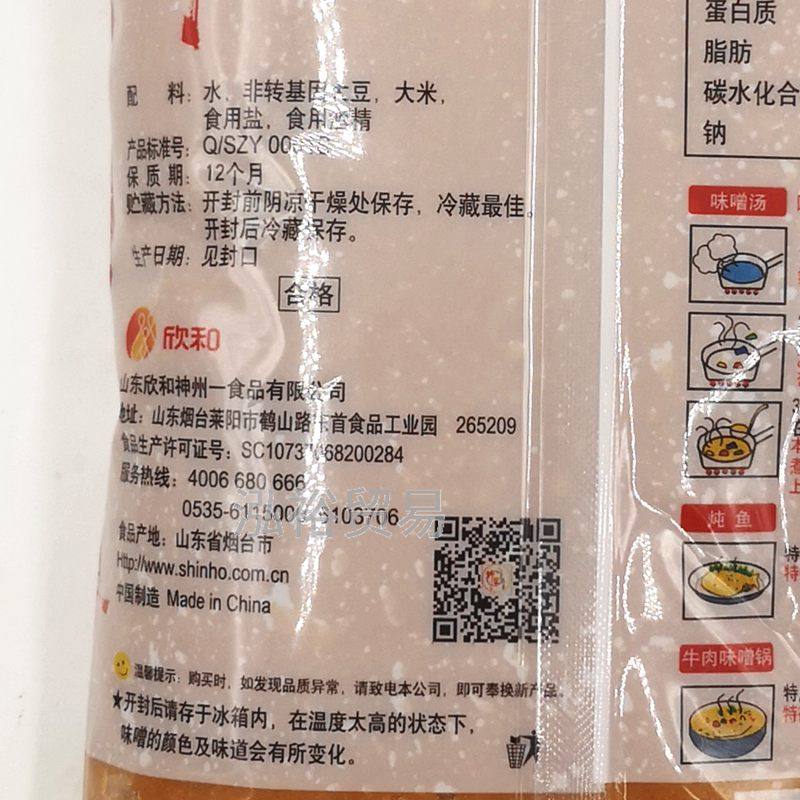 配 料：水，非转基因大豆，大米，
食用盐，食用酒精
产品标准号：Q/SZY
保 质 期：12个月
贮藏方法：开封前阴凉干燥处保存，冷藏最佳。
开封后冷藏保存。
生产日期：见封口
合格
欣和
山东欣和神州一食品有限公司
地址：山东烟台莱阳市鹤山路东首食品工业园 265209
食品生产许可证号：
服务热线：4006 680 666
6103706
食品产地：山东省烟台市
Http://www.shinho.com.cn
中国制造 Made in China
泓裕贸易
温馨提示：购买时，如发现品质异常，请致电本公司，即可奉换新产品。
★开封后请存于冰箱内，在温度太高的状态下，
味噌的颜色及味道会有所变化。
蛋白质
脂肪
碳水化合
钠
味噌汤
炖鱼
特
特
牛肉味噌锅
特
特